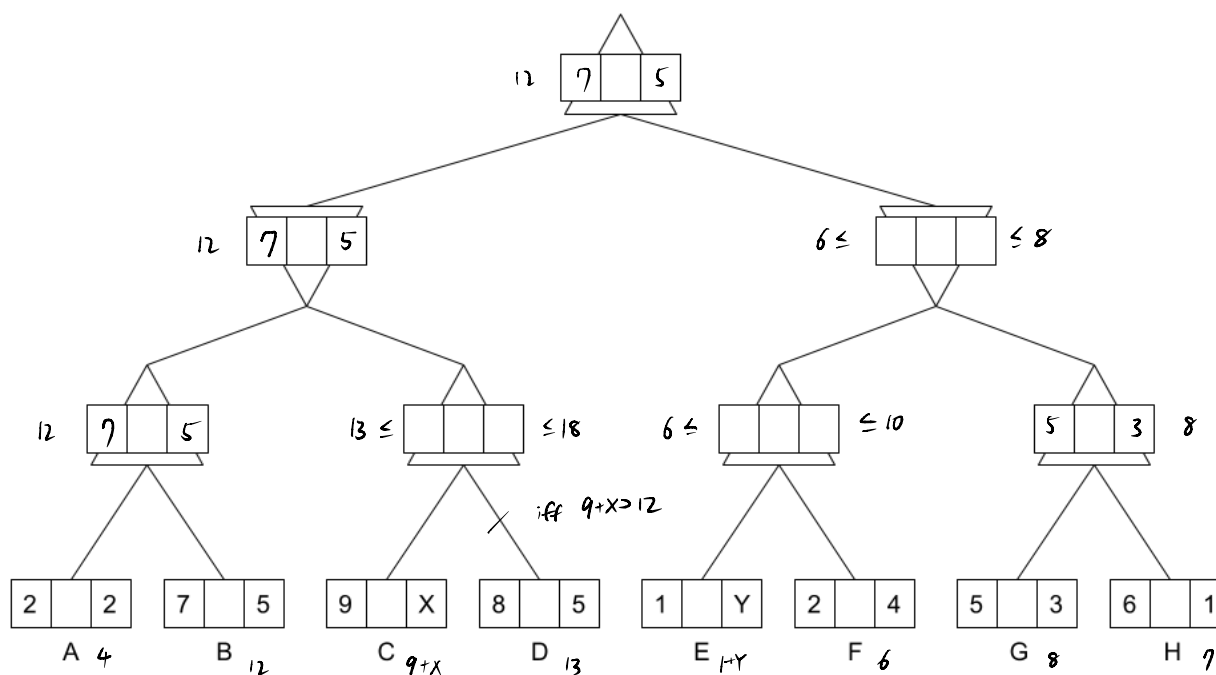 12 7 5
12 7 5 6 ≤ ≤ 8
12 7 5 13 ≤ ≤ 18 6 ≤ ≤ 10 5 3 8
iff 9+X>12
2 2 7 5 9 X 8 5 1 Y 2 4 5 3 6 1
A 4 B 12 C 9+X D 13 E 1+Y F 6 G 8 H 7